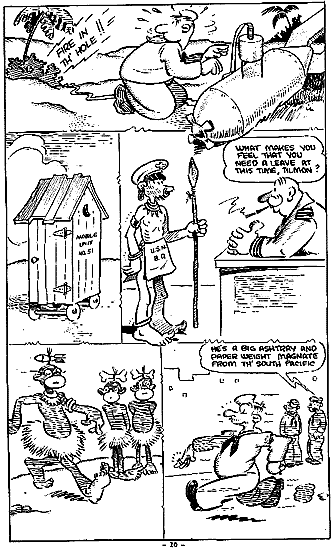 FIRE IN
TH' HOLE!!
MOBILE
UNIT
NO. 51
U.S.N.
B.O.
WHAT MAKES YOU
FEEL THAT YOU
NEED A LEAVE AT
THIS TIME, TILMON?
HE'S A BIG ASHTRAY AND
PAPER WEIGHT MAGNATE
FROM TH' SOUTH PACIFIC
- 20 -